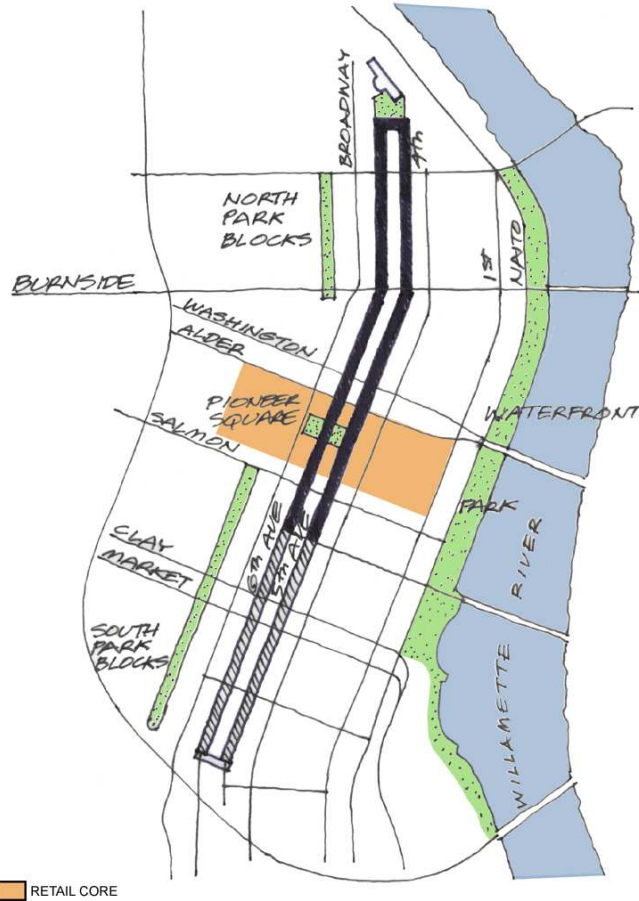 BROADWAY
4th
NORTH
PARK
BLOCKS
1ST
NAITO
BURNSIDE
WASHINGTON
ALDER
PIONEER
SQUARE
WATERFRONT
SALMON
PARK
6TH AVE
5TH AVE
CLAY
MARKET
RIVER
SOUTH
PARK
BLOCKS
WILLAMETTE
RETAIL CORE